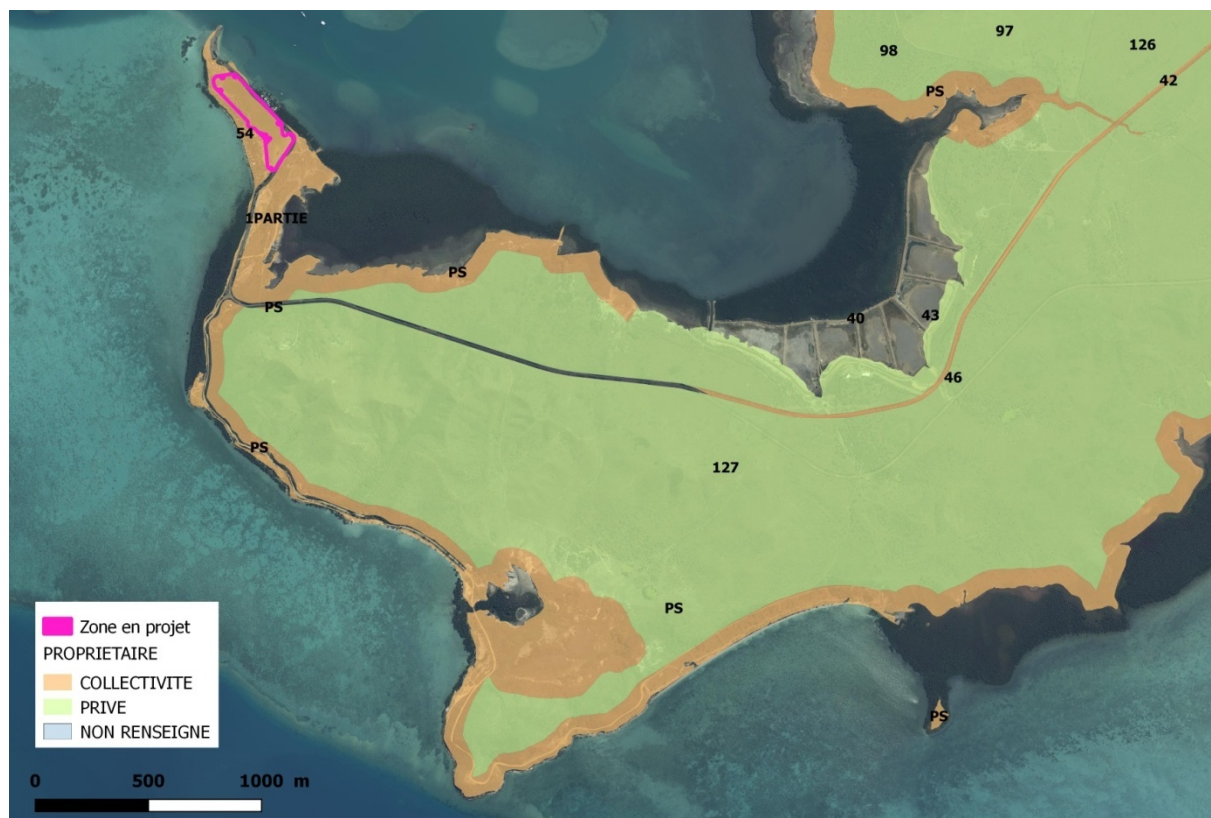 97
98
126
42
PS
54
1PARTIE
PS
PS
40
43
46
PS
127
PS
PS
Zone en projet
PROPRIETAIRE
COLLECTIVITE
PRIVE
NON RENSEIGNE
0 500 1000 m